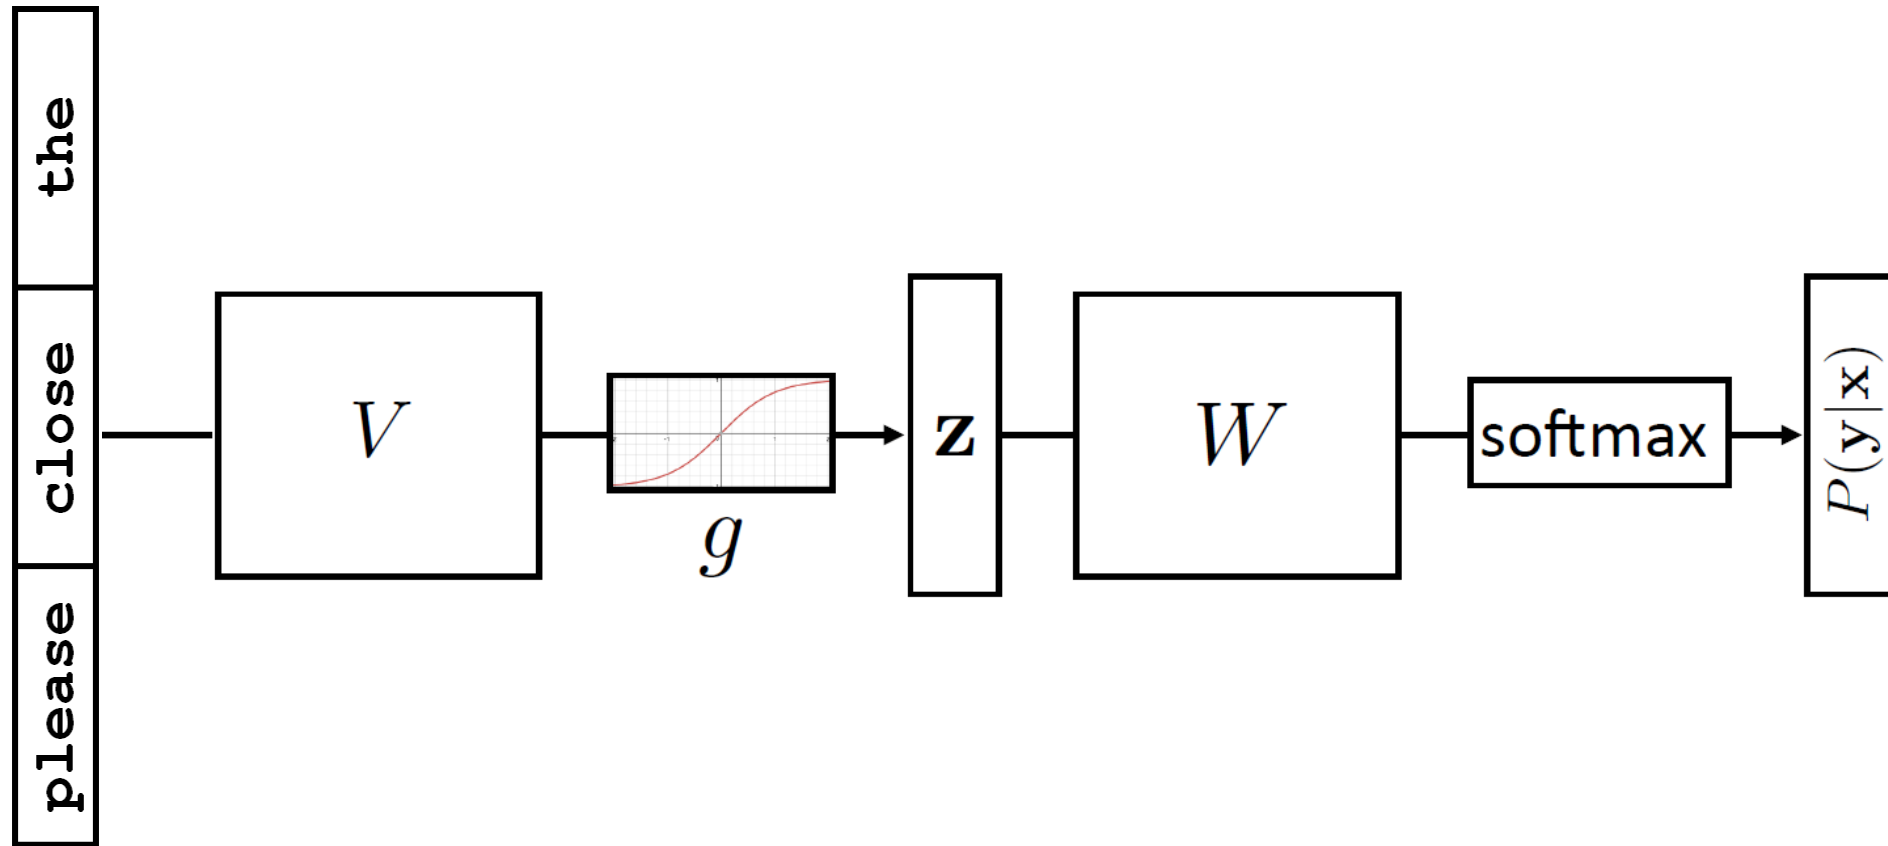 the
close
please
V
g
z
W
softmax
P(y|x)